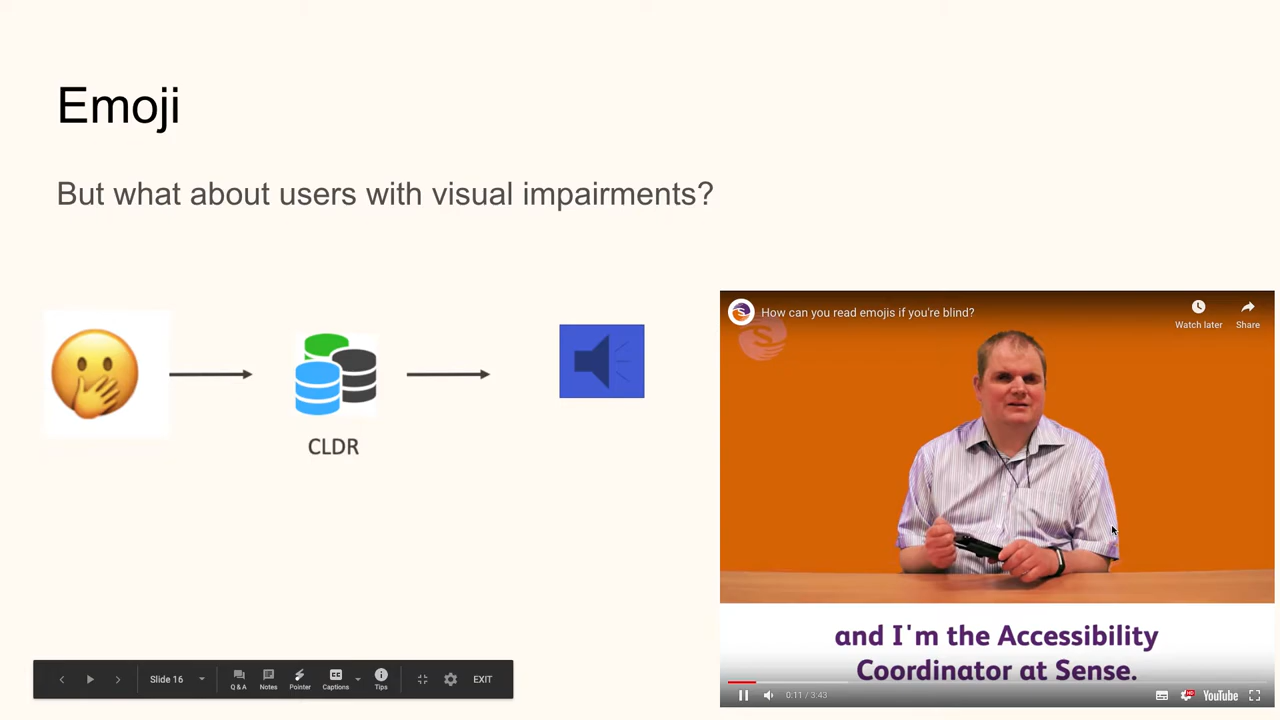 Emoji
But what about users with visual impairments?
CLDR
How can you read emojis if you're blind?
Watch later
Share
and I'm the Accessibility
Coordinator at Sense.
0:11 / 3:43
HD
YouTube
Slide 16
Q & A
Notes
Pointer
Captions
Tips
EXIT